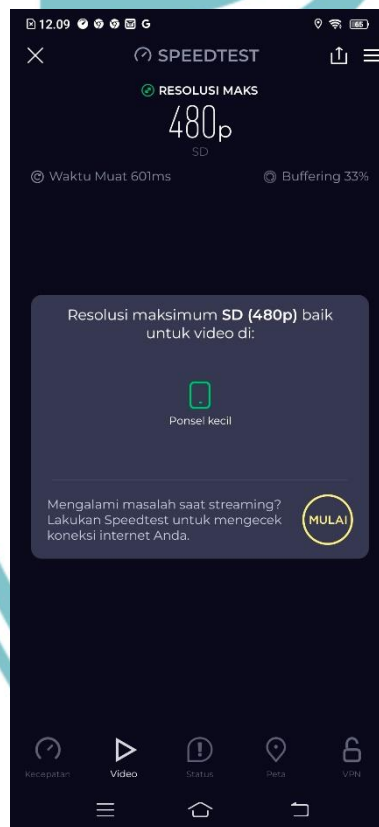 12.09 G 65
SPEEDTEST
RESOLUSI MAKS
480p
SD
Waktu Muat 601ms Buffering 33%
Resolusi maksimum SD (480p) baik
untuk video di:
Ponsel kecil
Mengalami masalah saat streaming?
Lakukan Speedtest untuk mengecek
koneksi internet Anda.
MULAI
Kecepatan Video Status Peta VPN